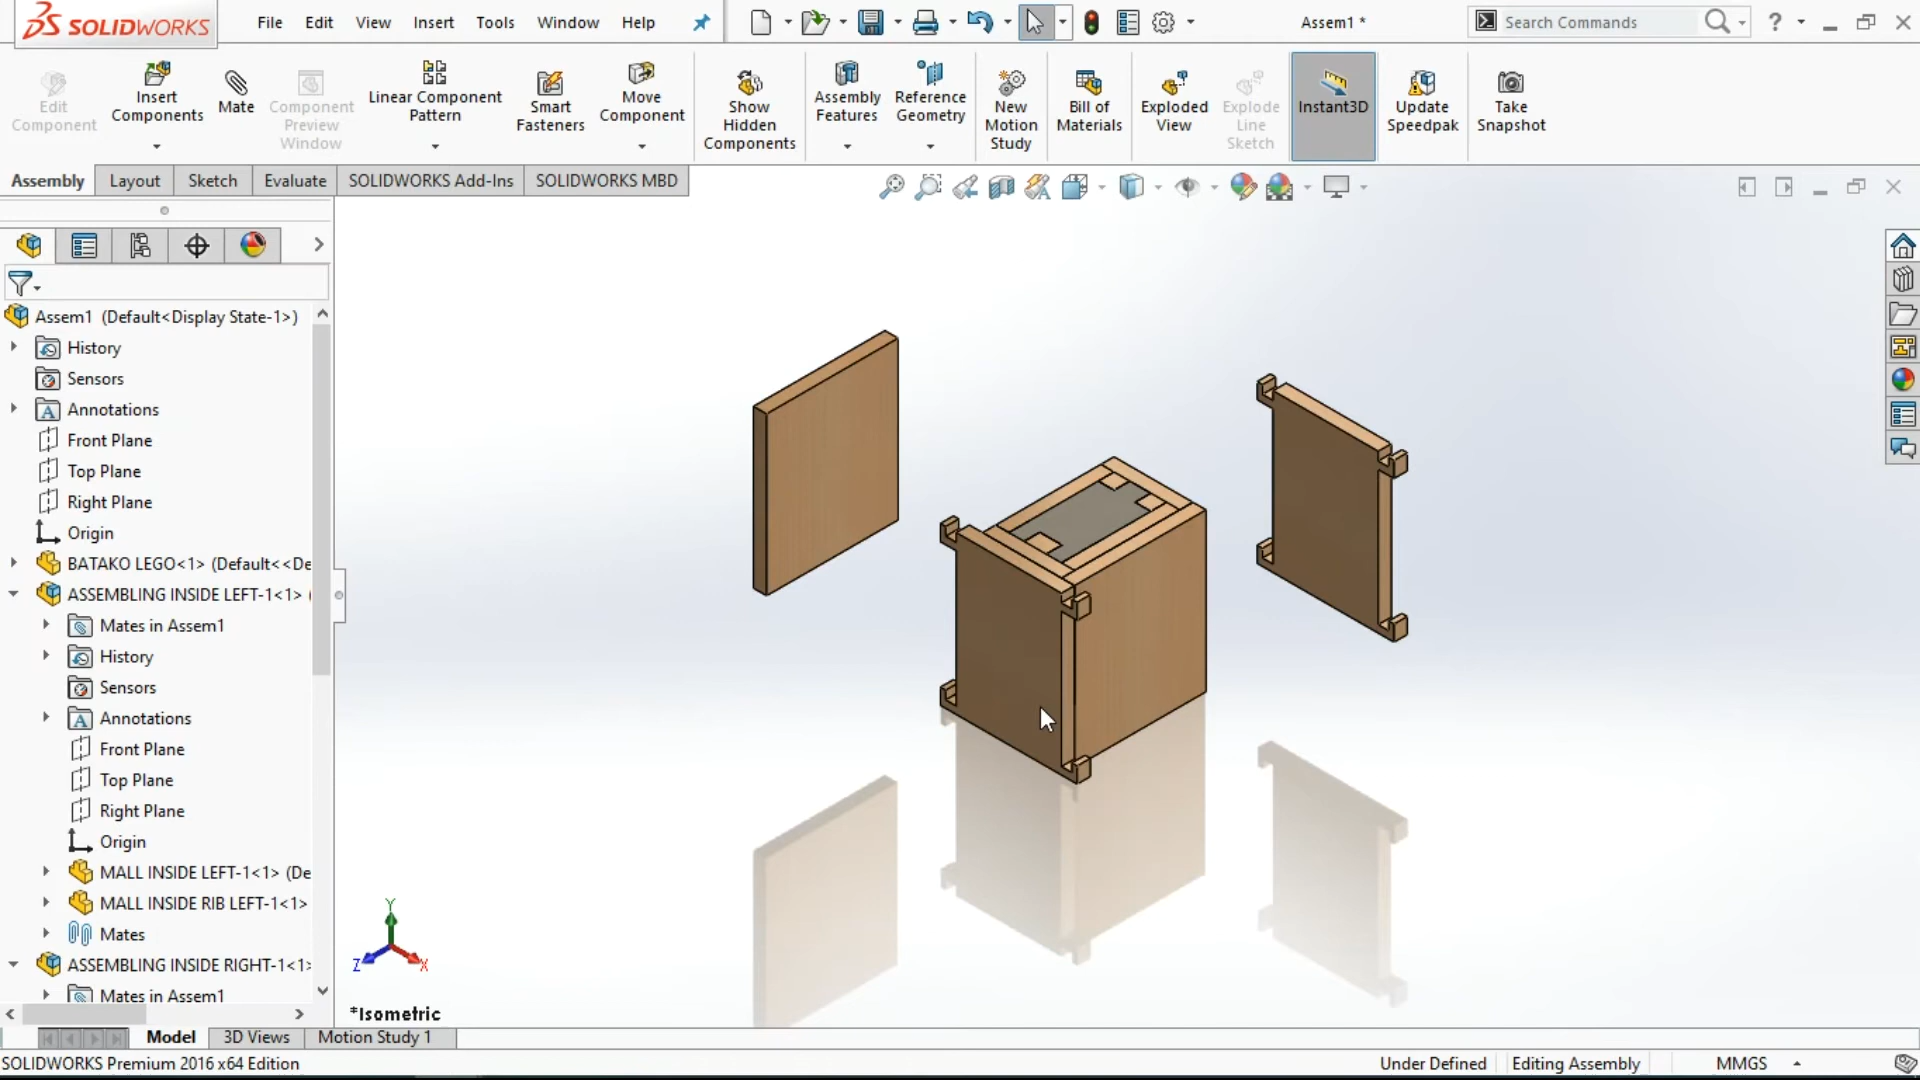 SOLIDWORKS
File Edit View Insert Tools Window Help
Assem1 *
Search Commands
?
Edit Component
Insert Components
Mate
Component Preview Window
Linear Component Pattern
Smart Fasteners
Move Component
Show Hidden Components
Assembly Features
Reference Geometry
New Motion Study
Bill of Materials
Exploded View
Explode Line Sketch
Instant3D
Update Speedpak
Take Snapshot
Assembly Layout Sketch Evaluate SOLIDWORKS Add-Ins SOLIDWORKS MBD
Assem1 (Default<Display State-1>)
History
Sensors
Annotations
Front Plane
Top Plane
Right Plane
Origin
BATAKO LEGO<1> (Default<<De
ASSEMBLING INSIDE LEFT-1<1> (
Mates in Assem1
History
Sensors
Annotations
Front Plane
Top Plane
Right Plane
Origin
MALL INSIDE LEFT-1<1> (De
MALL INSIDE RIB LEFT-1<1>
Mates
ASSEMBLING INSIDE RIGHT-1<1>
Mates in Assem1
Y
Z
X
*Isometric
Model 3D Views Motion Study 1
SOLIDWORKS Premium 2016 x64 Edition
Under Defined Editing Assembly MMGS